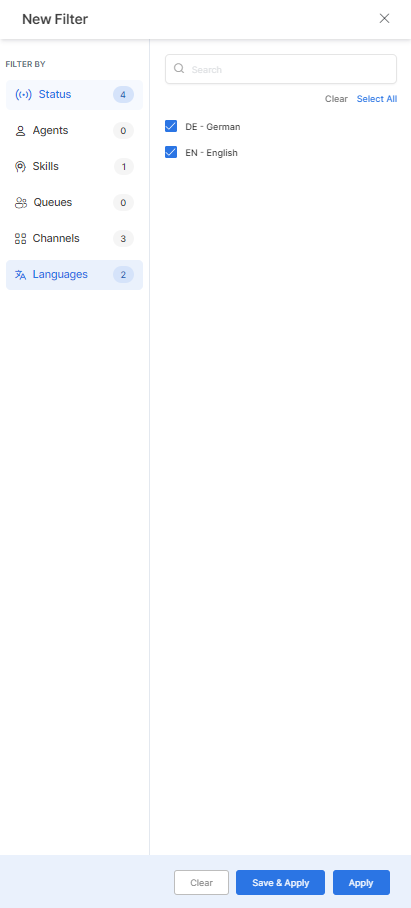 New Filter
FILTER BY
Status 4
Agents 0
Skills 1
Queues 0
Channels 3
Languages 2
Search
Clear Select All
DE - German
EN - English
Clear Save & Apply Apply